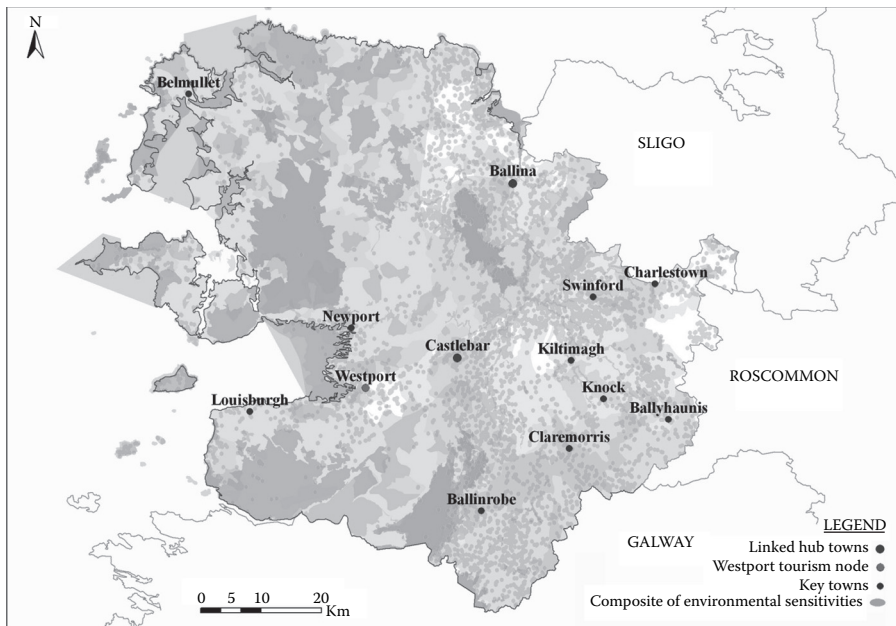 N
Belmullet
SLIGO
Ballina
Charlestown
Swinford
Newport
Castlebar
Kiltimagh
Westport
ROSCOMMON
Knock
Louisburgh
Ballyhaunis
Claremorris
Ballinrobe
LEGEND
GALWAY
Linked hub towns
Westport tourism node
Key towns
Composite of environmental sensitivities
0 5 10 20
Km